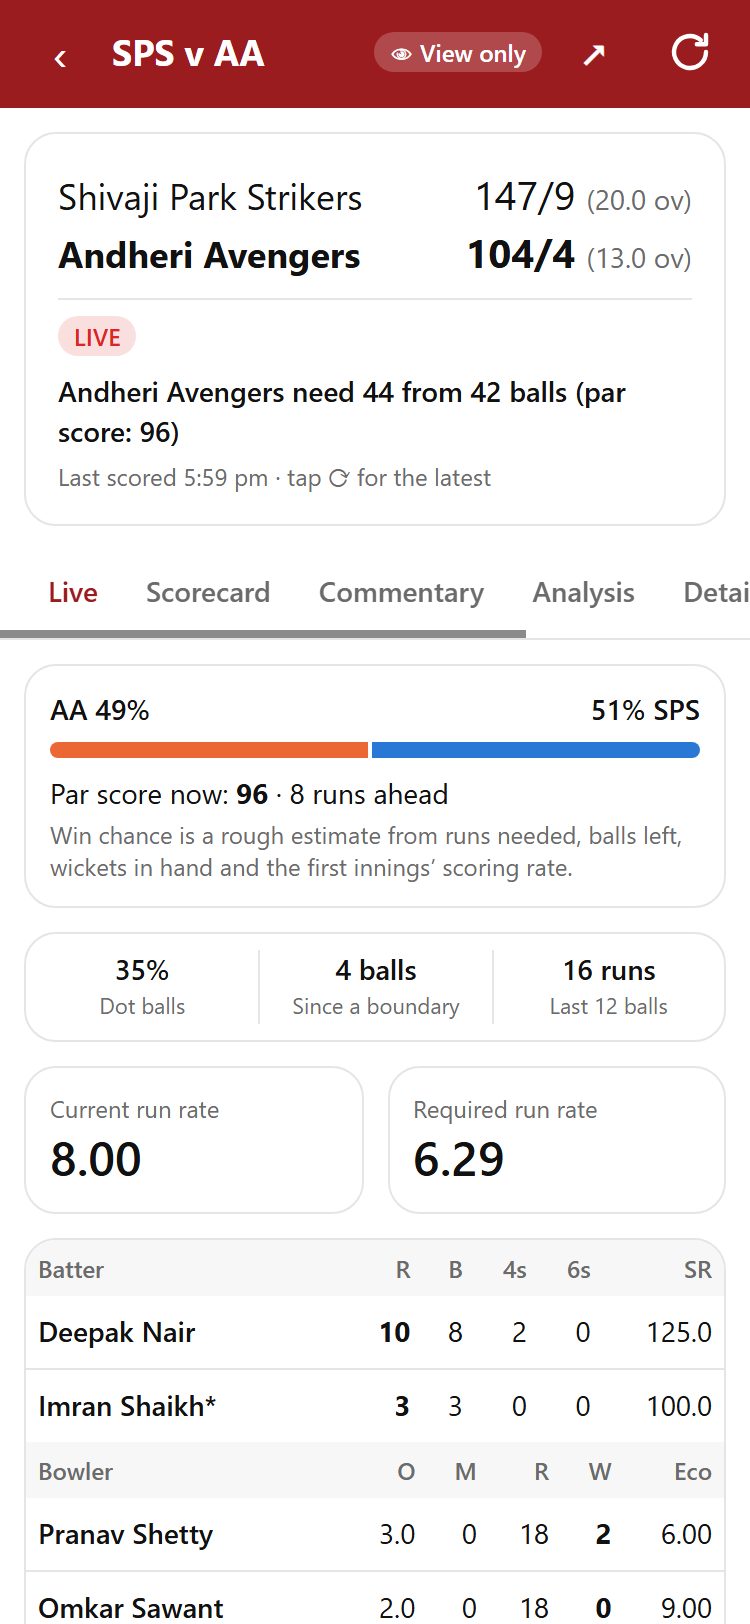 ‹ SPS v AA 👁 View only ↗
Shivaji Park Strikers 147/9 (20.0 ov)
Andheri Avengers 104/4 (13.0 ov)
LIVE
Andheri Avengers need 44 from 42 balls (par
score: 96)
Last scored 5:59 pm · tap ⟳ for the latest
Live Scorecard Commentary Analysis Detai
AA 49% 51% SPS
Par score now: 96 · 8 runs ahead
Win chance is a rough estimate from runs needed, balls left,
wickets in hand and the first innings’ scoring rate.
35% 4 balls 16 runs
Dot balls Since a boundary Last 12 balls
Current run rate Required run rate
8.00 6.29
Batter R B 4s 6s SR
Deepak Nair 10 8 2 0 125.0
Imran Shaikh* 3 3 0 0 100.0
Bowler O M R W Eco
Pranav Shetty 3.0 0 18 2 6.00
Omkar Sawant 2.0 0 18 0 9.00